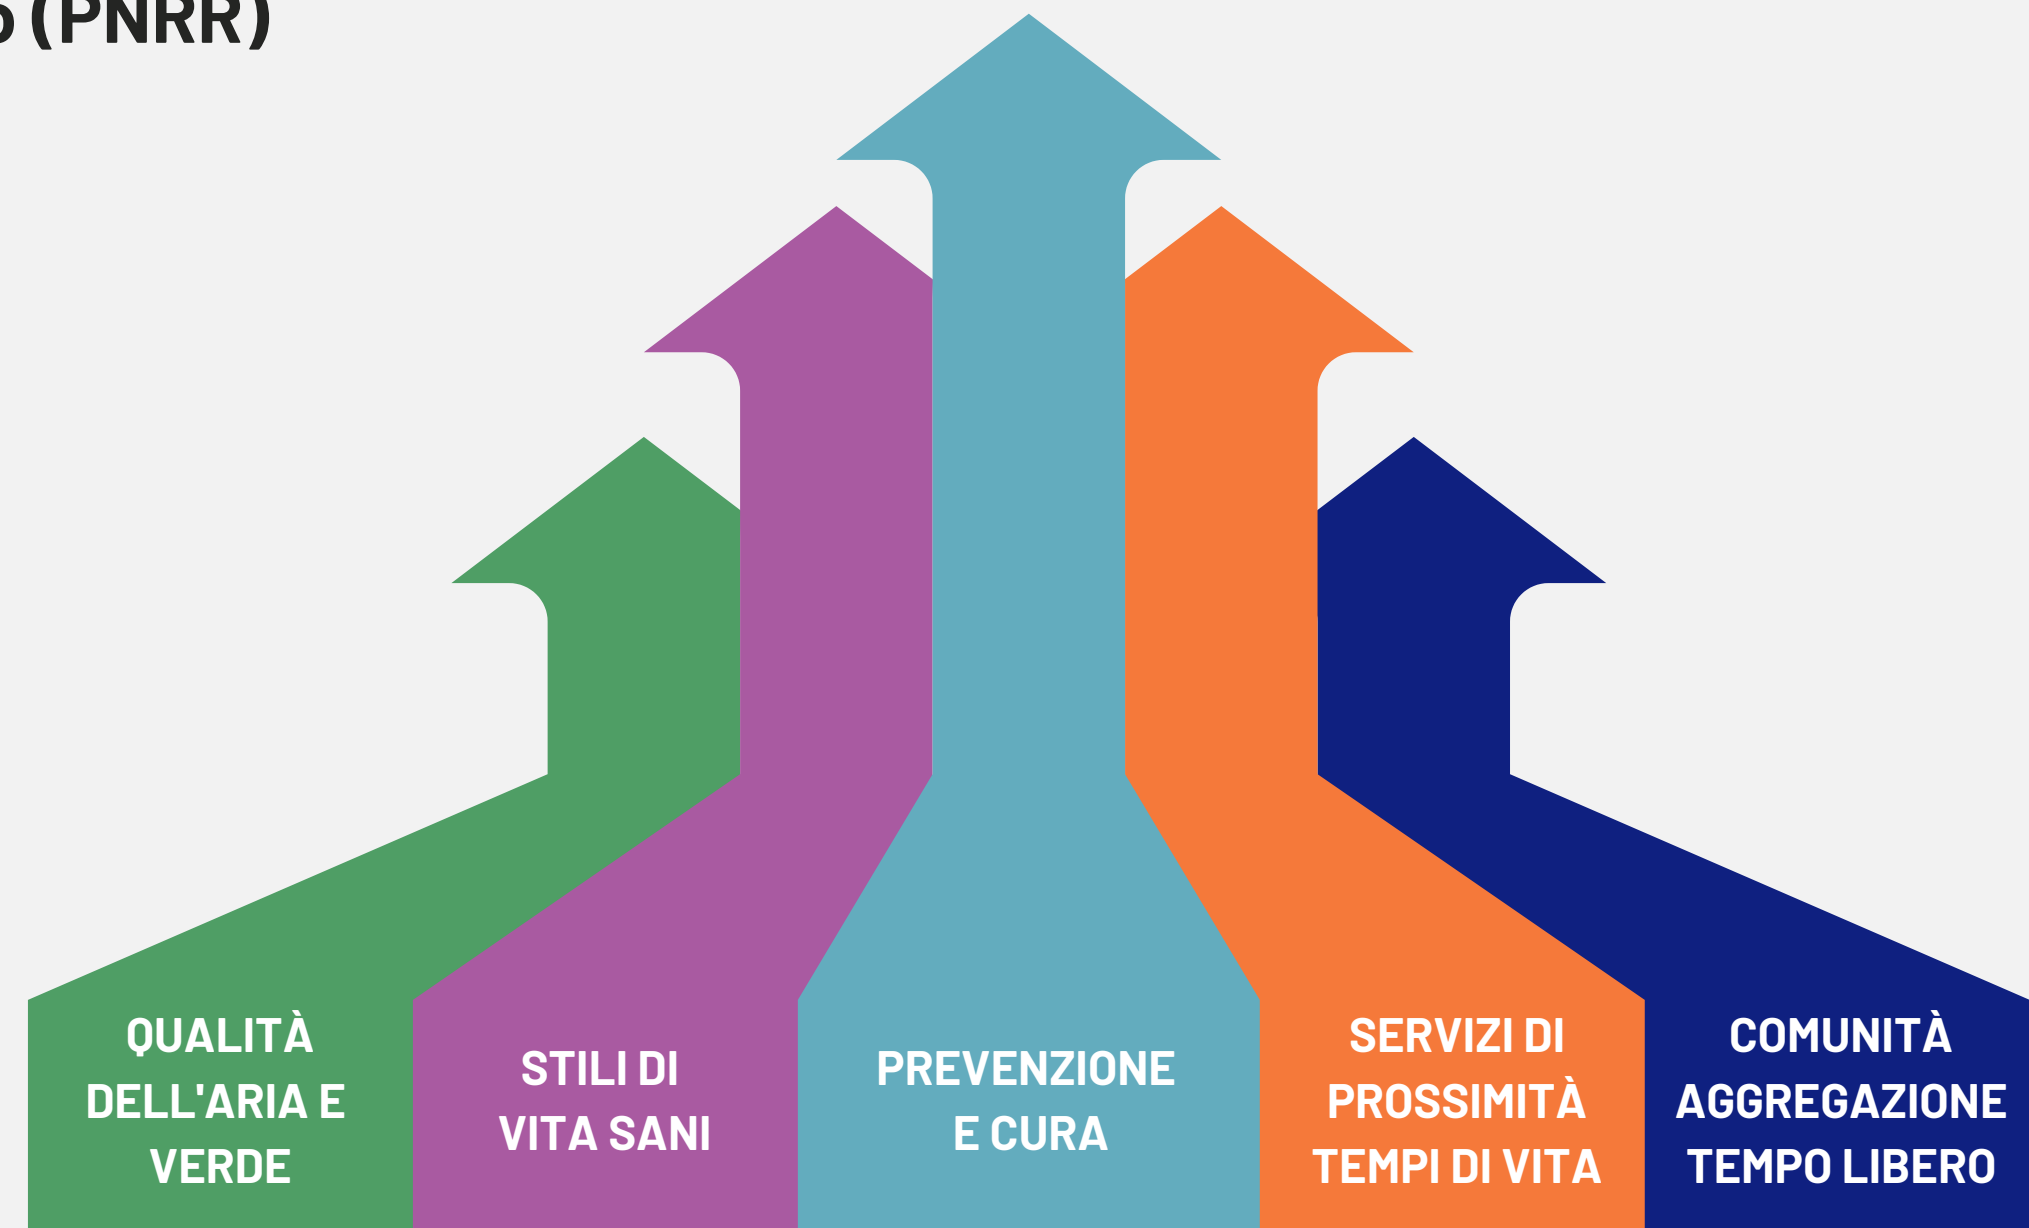 (PNRR)
QUALITÀ
DELL'ARIA E
VERDE
STILI DI
VITA SANI
PREVENZIONE
E CURA
SERVIZI DI
PROSSIMITÀ
TEMPI DI VITA
COMUNITÀ
AGGREGAZIONE
TEMPO LIBERO